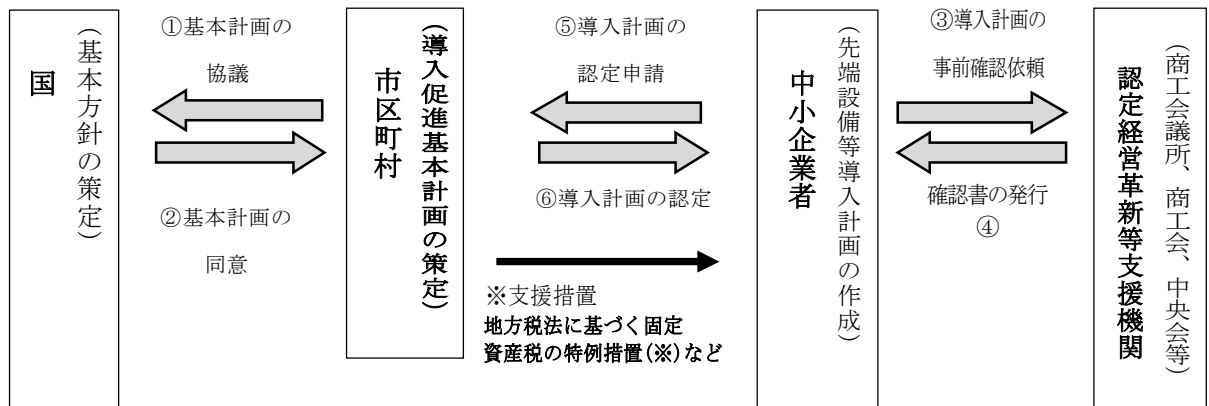 国
(基本方針の策定)
①基本計画の
協議
②基本計画の
同意
市区町村
(導入促進基本計画の策定)
⑤導入計画の
認定申請
⑥導入計画の認定
※支援措置
地方税法に基づく固定
資産税の特例措置(※)など
中小企業者
(先端設備等導入計画の作成)
③導入計画の
事前確認依頼
確認書の発行
④
認定経営革新等支援機関
(商工会議所、商工会、中央会等)